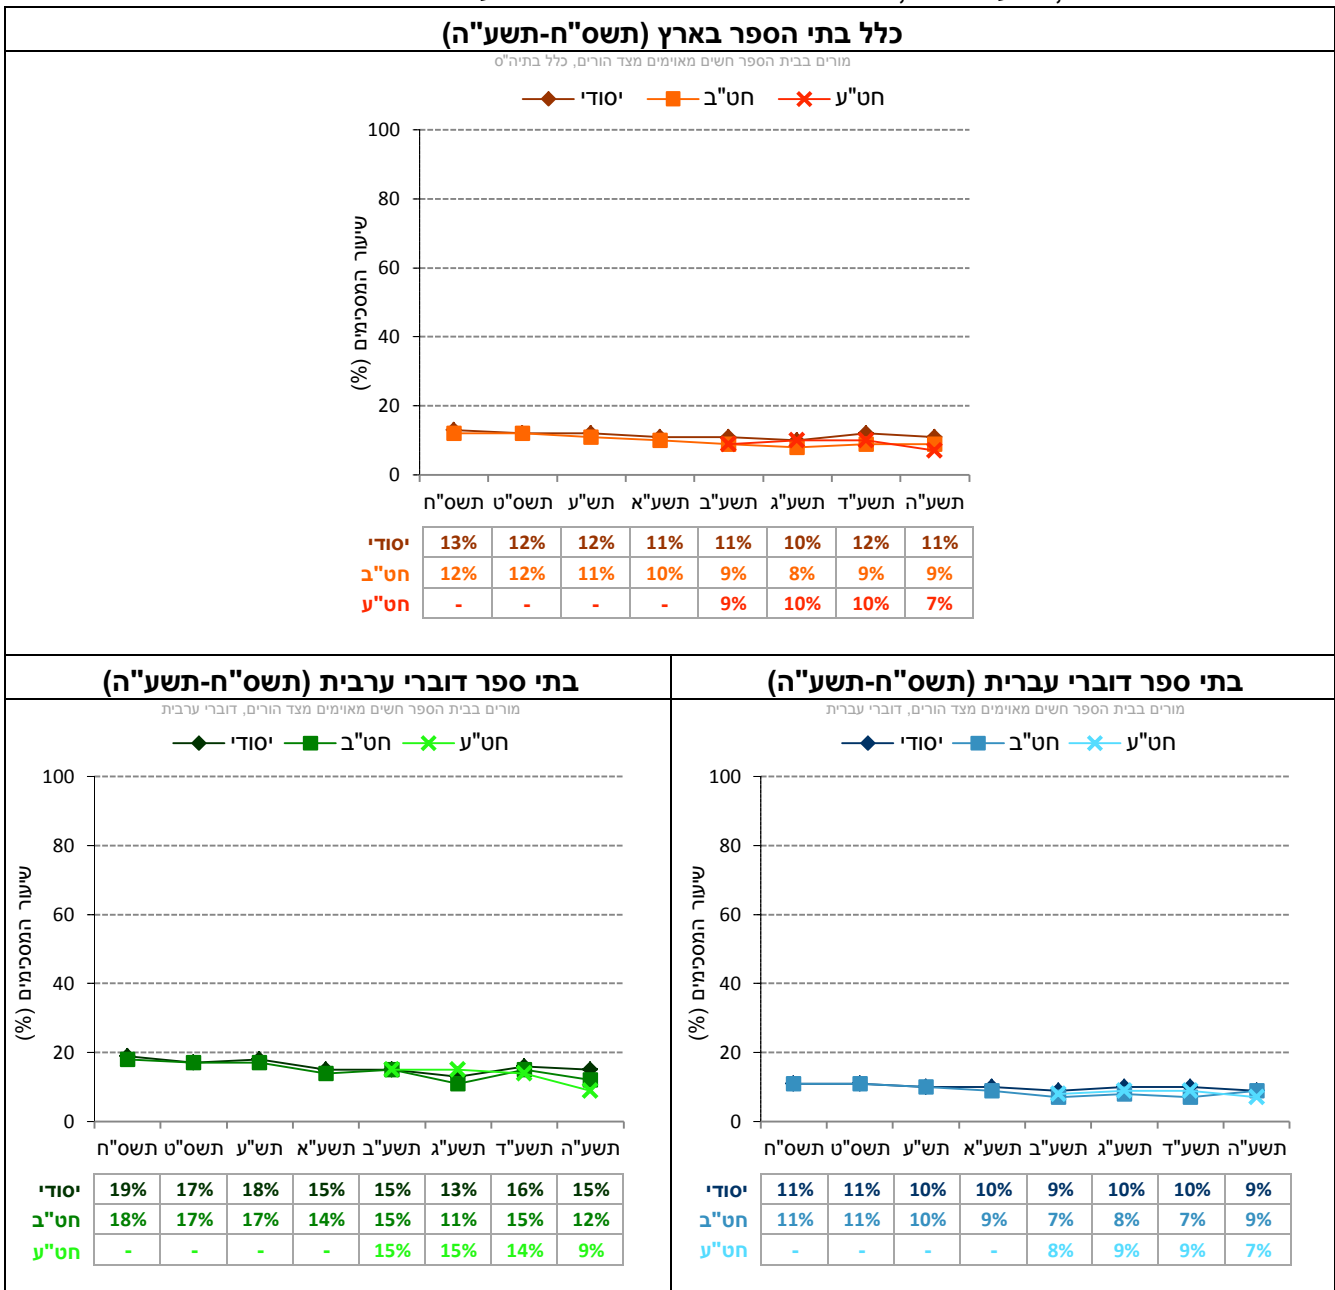 כלל בתי הספר בארץ (תשס"ח-תשע"ה)
מורים בבית הספר חשים מאוימים מצד הורים, כלל בתיה"ס
יסודי חט"ב חט"ע
שיעור המסכימים (%)
100
80
60
40
20
0
תשס"ח תשס"ט תש"ע תשע"א תשע"ב תשע"ג תשע"ד תשע"ה
יסודי 13% 12% 12% 11% 11% 10% 12% 11%
חט"ב 12% 12% 11% 10% 9% 8% 9% 9%
חט"ע - - - - 9% 10% 10% 7%
בתי ספר דוברי עברית (תשס"ח-תשע"ה)
מורים בבית הספר חשים מאוימים מצד הורים, דוברי עברית
יסודי חט"ב חט"ע
שיעור המסכימים (%)
100
80
60
40
20
0
תשס"ח תשס"ט תש"ע תשע"א תשע"ב תשע"ג תשע"ד תשע"ה
יסודי 11% 11% 10% 10% 9% 10% 10% 9%
חט"ב 11% 11% 10% 9% 7% 8% 7% 9%
חט"ע - - - - 8% 9% 9% 7%
בתי ספר דוברי ערבית (תשס"ח-תשע"ה)
מורים בבית הספר חשים מאוימים מצד הורים, דוברי ערבית
יסודי חט"ב חט"ע
שיעור המסכימים (%)
100
80
60
40
20
0
תשס"ח תשס"ט תש"ע תשע"א תשע"ב תשע"ג תשע"ד תשע"ה
יסודי 19% 17% 18% 15% 15% 13% 16% 15%
חט"ב 18% 17% 17% 14% 15% 11% 15% 12%
חט"ע - - - - 15% 15% 14% 9%